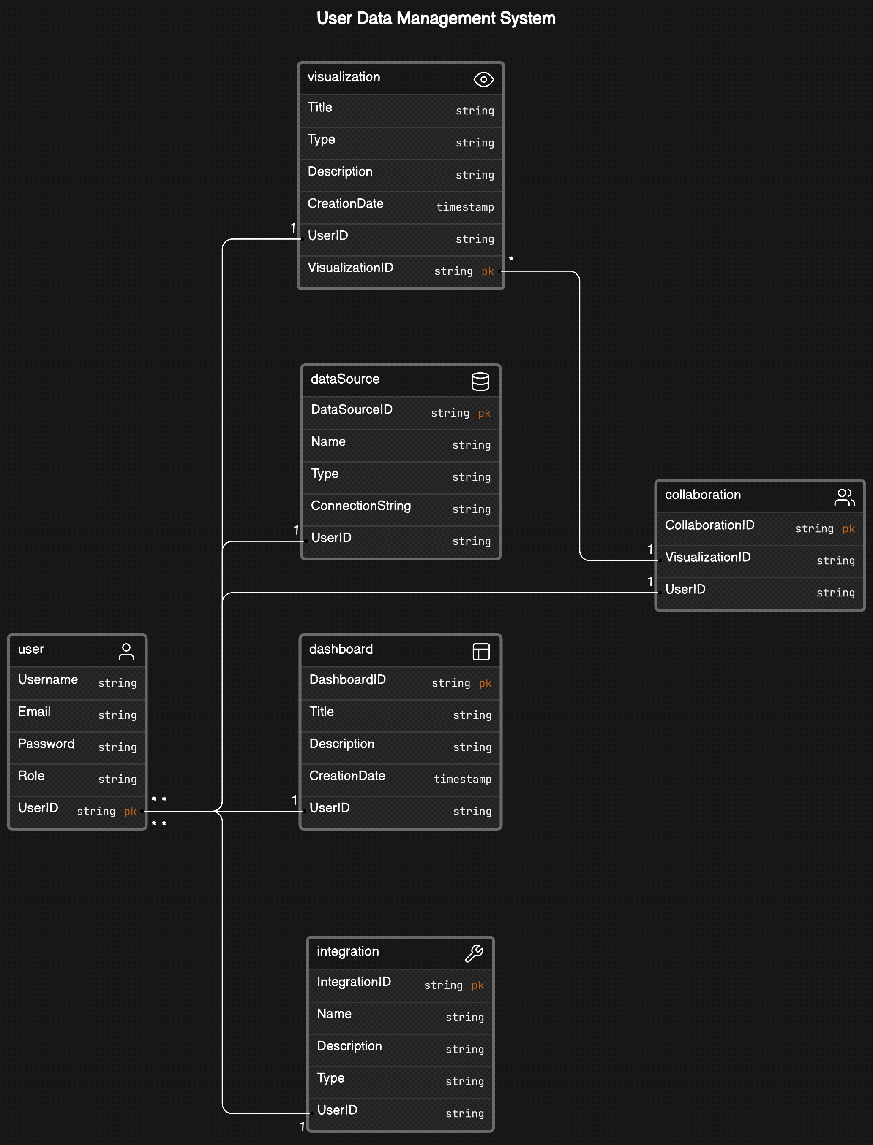 User Data Management System
visualization
Title string
Type string
Description string
CreationDate timestamp
1
UserID string
VisualizationID string pk
*
dataSource
DataSourceID string pk
Name string
Type string
ConnectionString string
1
UserID string
collaboration
CollaborationID string pk
1
VisualizationID string
1
UserID string
user
Username string
Email string
Password string
Role string
UserID string pk
* *
* *
dashboard
DashboardID string pk
Title string
Description string
CreationDate timestamp
1
UserID string
integration
IntegrationID string pk
Name string
Description string
Type string
UserID string
1